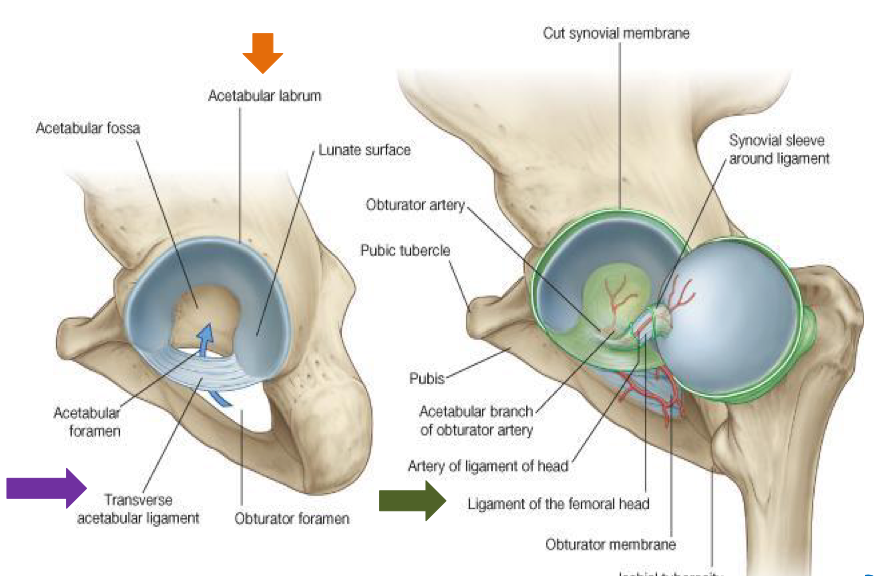 Cut synovial membrane
Acetabular labrum
Acetabular fossa
Lunate surface
Synovial sleeve
around ligament
Obturator artery
Pubic tubercle
Pubis
Acetabular
foramen
Acetabular branch
of obturator artery
Artery of ligament of head
Transverse
acetabular ligament
Obturator foramen
Ligament of the femoral head
Obturator membrane
Ischial tuberosity